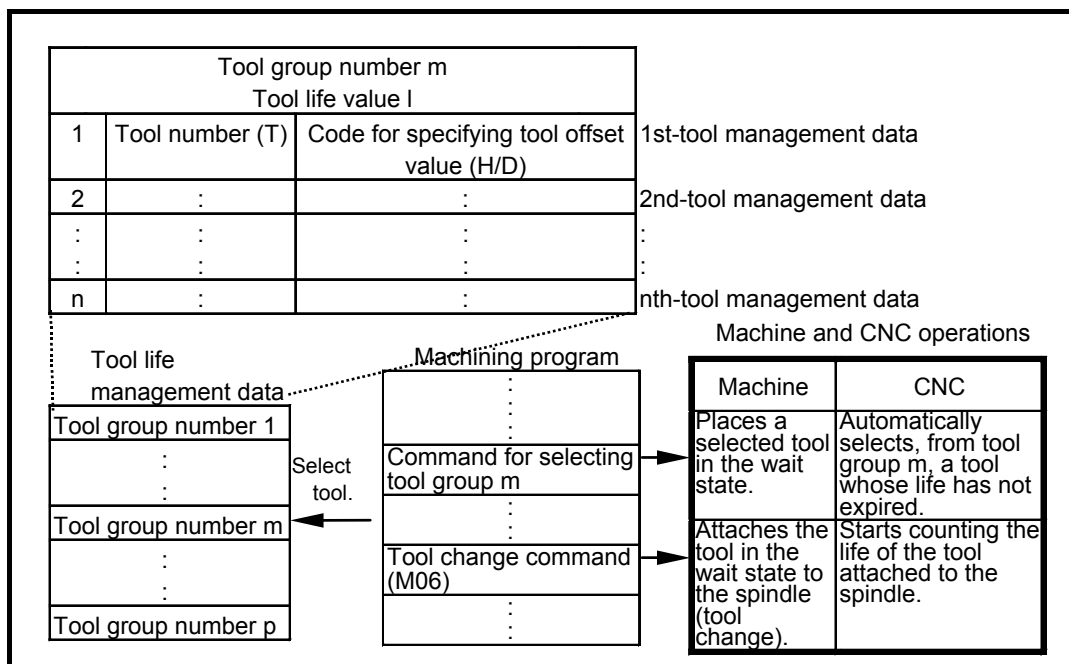 Tool group number m
Tool life value l
1 Tool number (T) Code for specifying tool offset 1st-tool management data
value (H/D)
2 : : 2nd-tool management data
: : : :
: : : :
n : : nth-tool management data
Machine and CNC operations
Tool life
management data
Tool group number 1
:
:
Tool group number m
:
:
Tool group number p
Select
tool.
Machining program
:
:
:
Command for selecting
tool group m
:
:
Tool change command
(M06)
:
:
Machine CNC
Places a
selected tool
in the wait
state.
Automatically
selects, from tool
group m, a tool
whose life has not
expired.
Attaches the
tool in the
wait state to
the spindle
(tool
change).
Starts counting the
life of the tool
attached to the
spindle.